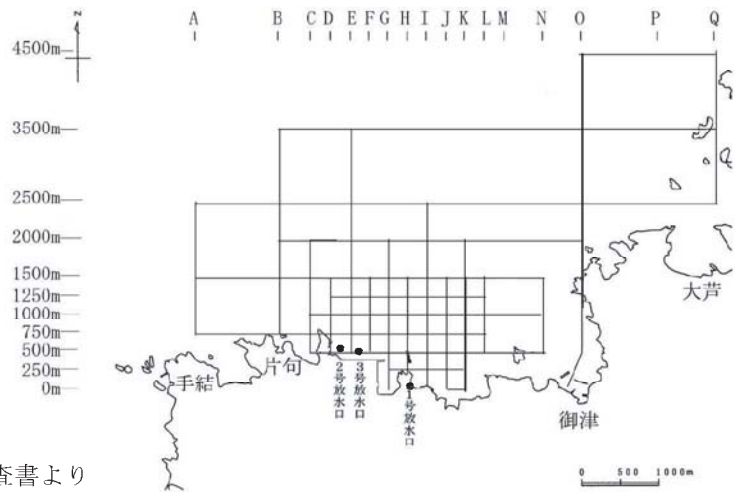 A B C D E F G H I J K L M N O P Q
N
4500m
3500m
2500m
2000m
1500m
1250m
1000m
750m
500m
250m
0m
手結
片句
2号放水口
3号放水口
1号放水口
御津
大芦
0 500 1000m
査書より